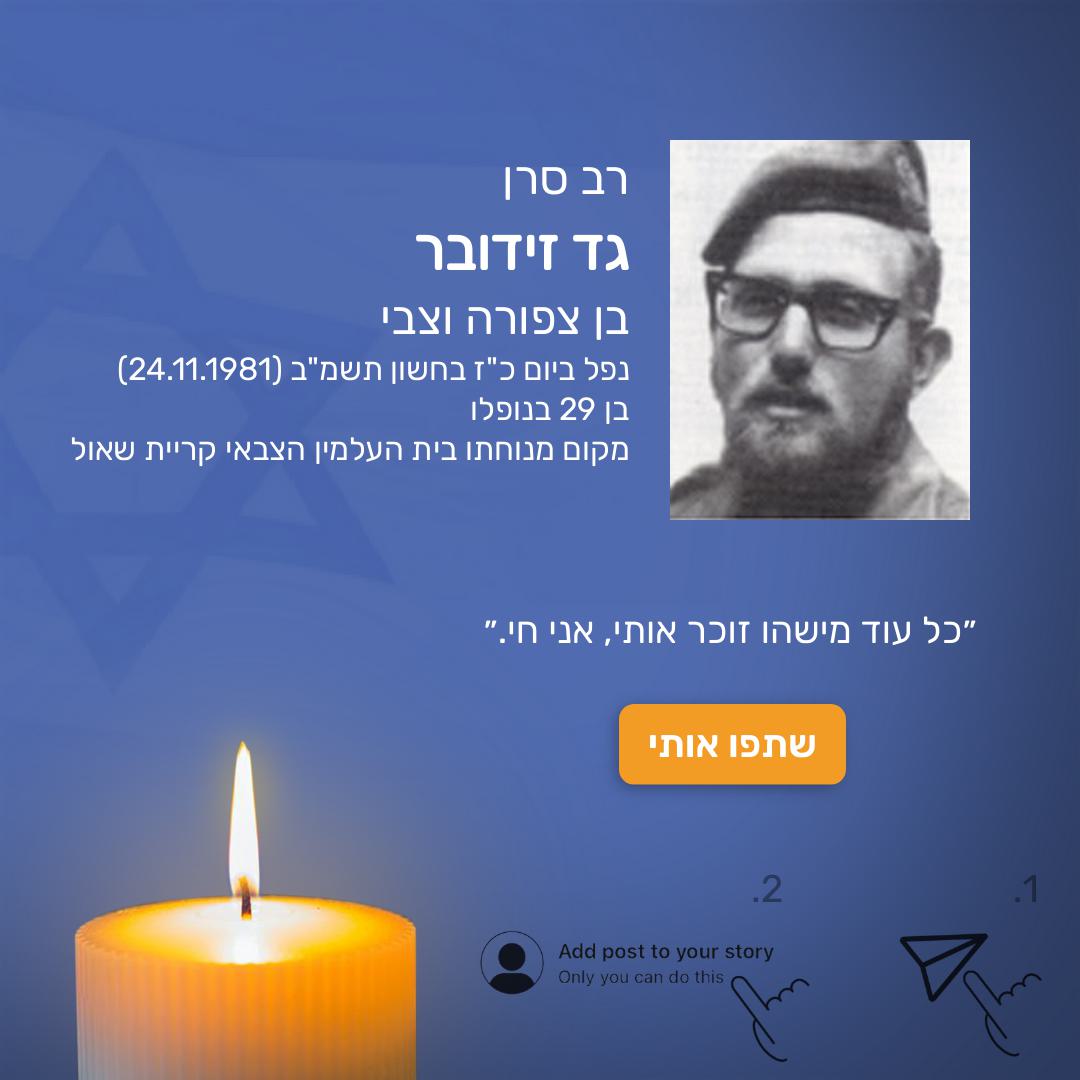 רב סרן
גד זידובר
בן צפורה וצבי
נפל ביום כ"ז בחשון תשמ"ב (24.11.1981)
בן 29 בנופלו
מקום מנוחתו בית העלמין הצבאי קריית שאול
״כל עוד מישהו זוכר אותי, אני חי.״
שתפו אותי
.1
.2
Add post to your story
Only you can do this